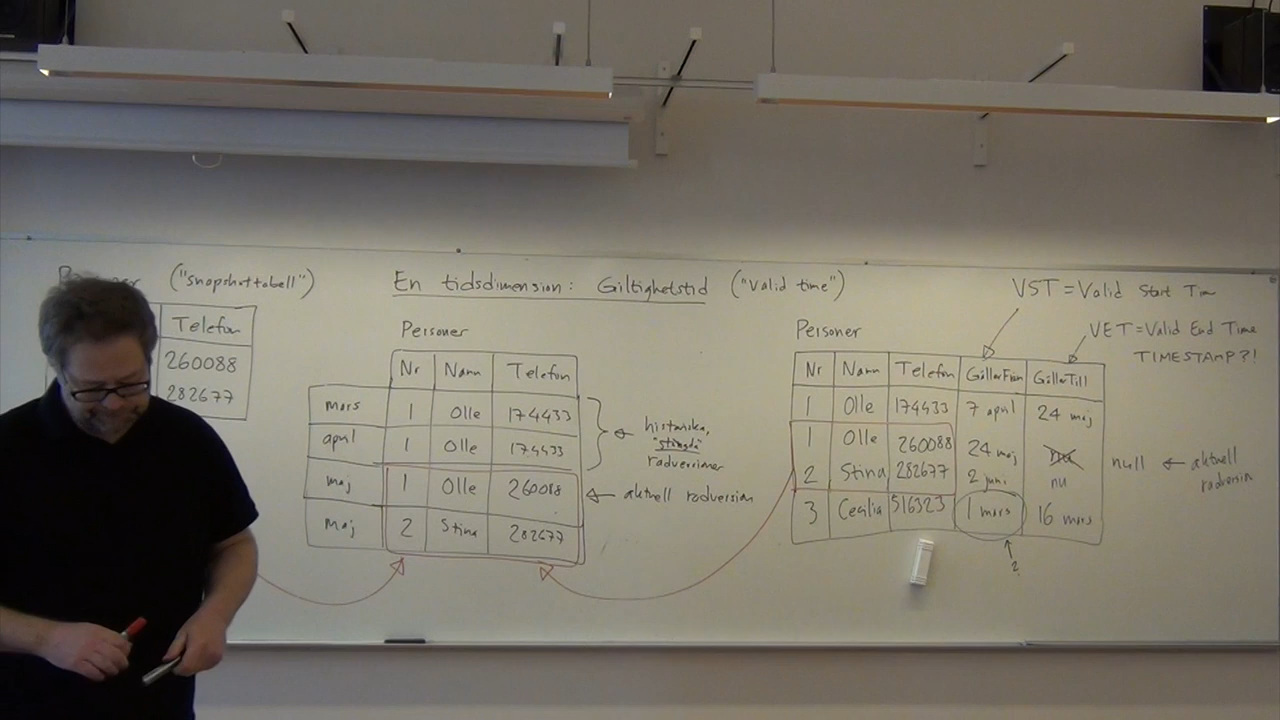 ("Snapshottabell")
Telefon
260088
282677
En tidsdimension: Giltighetstid ("Valid time")
Personer
Nr Namn Telefon
mars 1 Olle 174433
april 1 Olle 174433
maj 1 Olle 260088
maj 2 Stina 282677
historiska,
"stängda"
radversioner
aktuell radversion
VST = Valid Start Tim
VET = Valid End Time
TIMESTAMP?!
Personer
Nr Namn Telefon GällerFrån GällerTill
1 Olle 174433 7 april 24 maj
1 Olle 260088 24 maj
2 Stina 282677 2 juni nu
3 Cecilia 516323 1 mars 16 mars
null
aktuell
radversion
?